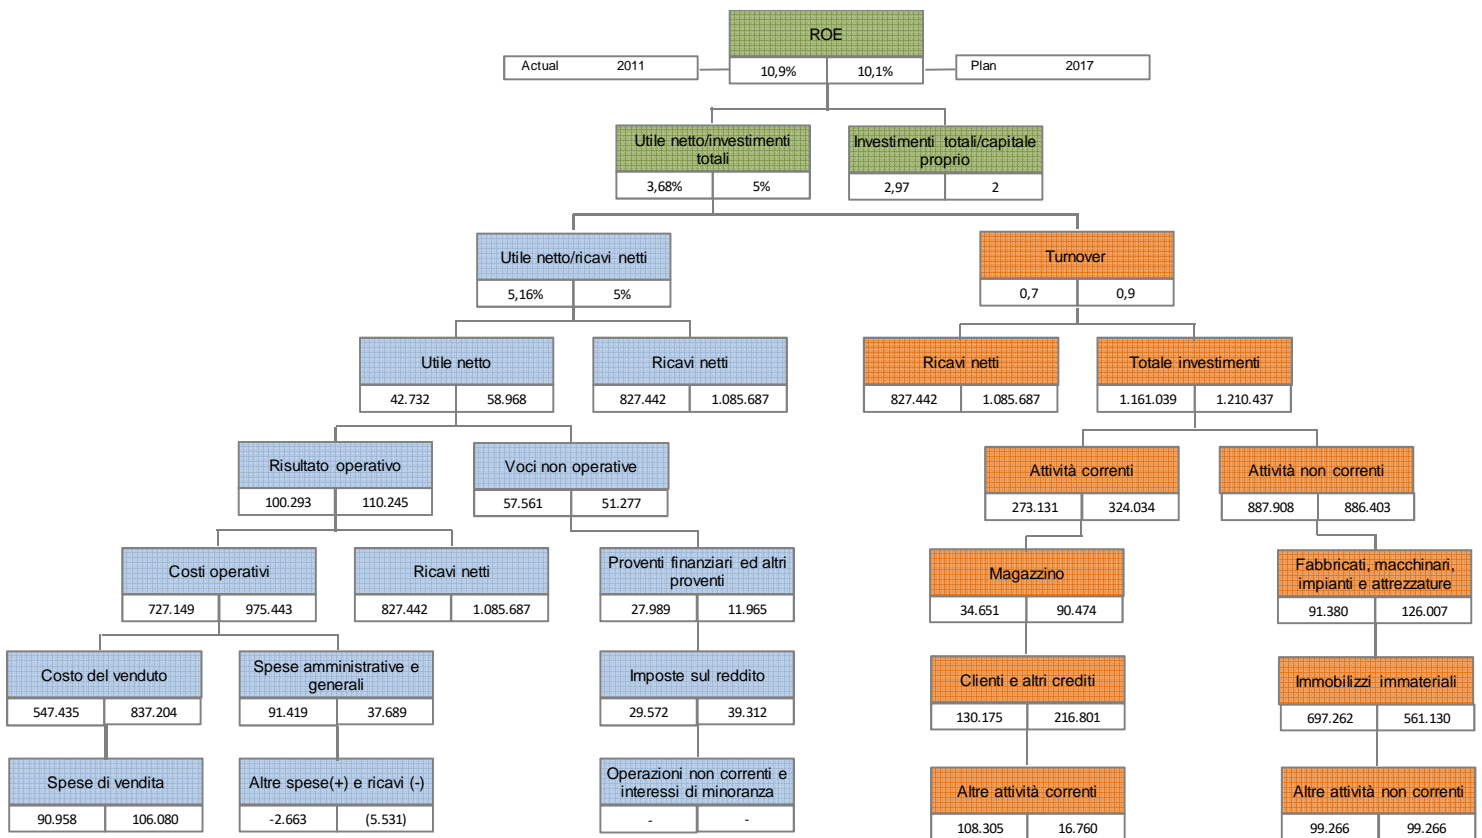 ROE
Actual 2011
10,9% 10,1%
Plan 2017
Utile netto/investimenti
totali
3,68% 5%
Investimenti totali/capitale
proprio
2,97 2
Utile netto/ricavi netti
5,16% 5%
Turnover
0,7 0,9
Utile netto
42.732 58.968
Ricavi netti
827.442 1.085.687
Ricavi netti
827.442 1.085.687
Totale investimenti
1.161.039 1.210.437
Risultato operativo
100.293 110.245
Voci non operative
57.561 51.277
Attività correnti
273.131 324.034
Attività non correnti
887.908 886.403
Costi operativi
727.149 975.443
Ricavi netti
827.442 1.085.687
Proventi finanziari ed altri
proventi
27.989 11.965
Magazzino
34.651 90.474
Fabbricati, macchinari,
impianti e attrezzature
91.380 126.007
Costo del venduto
547.435 837.204
Spese amministrative e
generali
91.419 37.689
Imposte sul reddito
29.572 39.312
Clienti e altri crediti
130.175 216.801
Immobilizzi immateriali
697.262 561.130
Spese di vendita
90.958 106.080
Altre spese(+) e ricavi (-)
-2.663 (5.531)
Operazioni non correnti e
interessi di minoranza
- -
Altre attività correnti
108.305 16.760
Altre attività non correnti
99.266 99.266